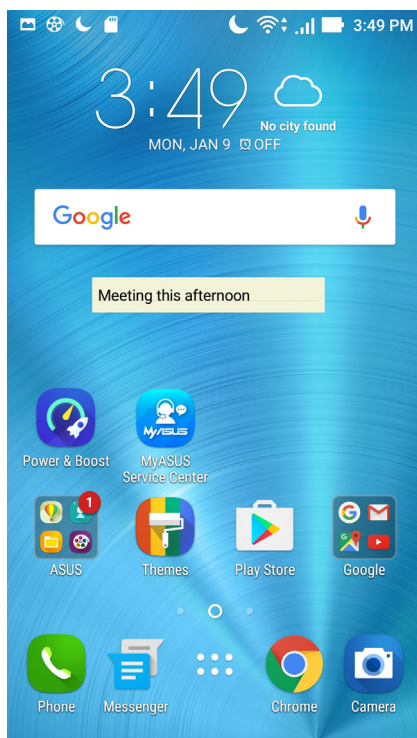 3:49 PM
3:49
No city found
MON, JAN 9 OFF
Google
Meeting this afternoon
Power & Boost
MyASUS
MyASUS
Service Center
1
ASUS
Themes
Play Store
Google
Phone
Messenger
Chrome
Camera